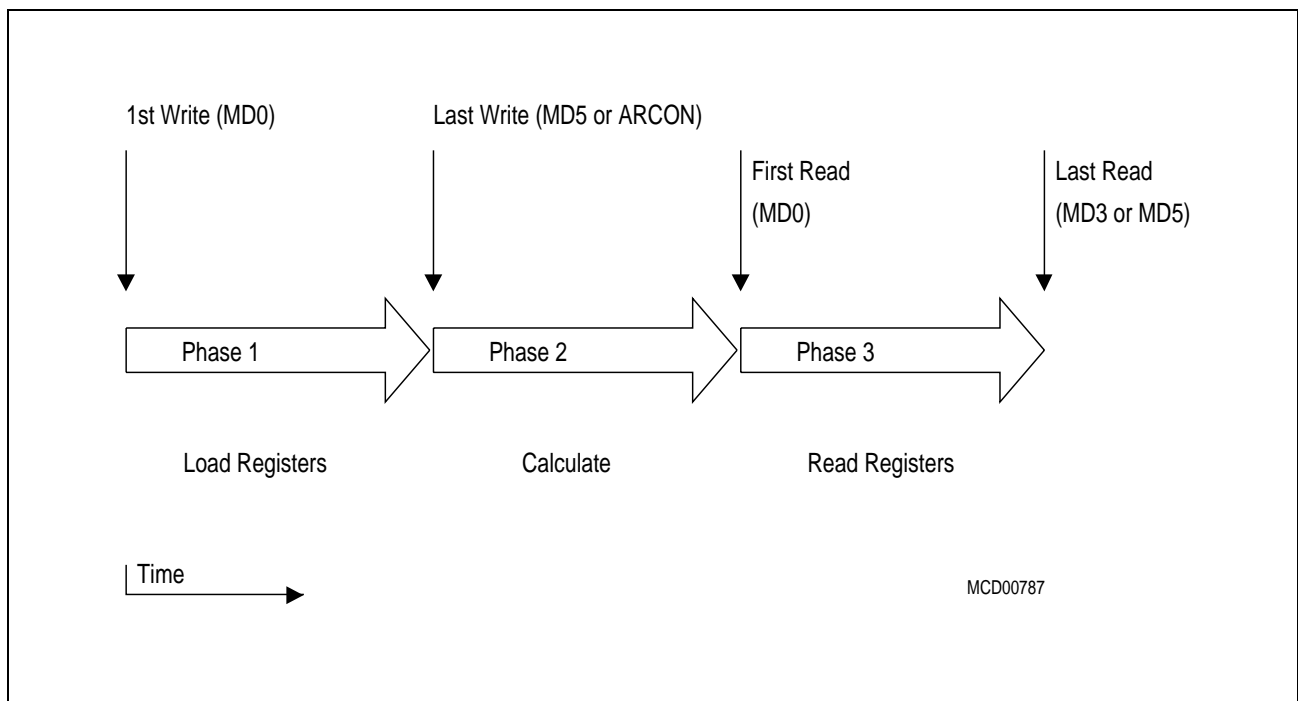 1st Write (MD0)
Last Write (MD5 or ARCON)
First Read
(MD0)
Last Read
(MD3 or MD5)
Phase 1
Phase 2
Phase 3
Load Registers
Calculate
Read Registers
Time
MCD00787